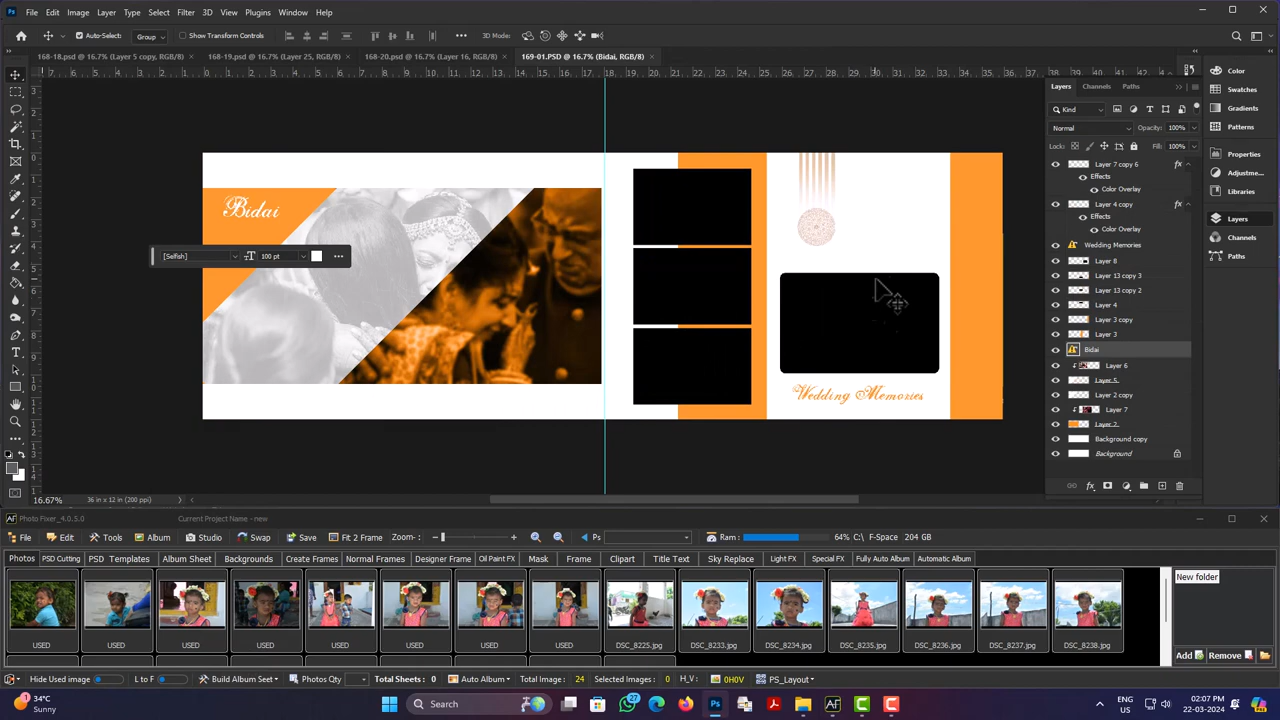 File Edit Image Layer Type Select Filter 3D View Plugins Window Help
Auto-Select: Group Show Transform Controls 3D Mode:
168-18.psd @ 16.7% (Layer 5 copy, RGB/8) × 168-19.psd @ 16.7% (Layer 25, RGB/8) × 168-20.psd @ 16.7% (Layer 16, RGB/8) × 169-01.PSD @ 16.7% (Bidai, RGB/8) ×
Bidai
[Selfish] 100 pt
Wedding Memories
36 in x 12 in (200 ppi)
16.67%
Layers Channels Paths
Kind
Normal Opacity: 100%
Lock: Fill: 100%
Layer 7 copy 6 fx
Effects
Color Overlay
Layer 4 copy fx
Effects
Color Overlay
Wedding Memories
Layer 8
Layer 13 copy 3
Layer 13 copy 2
Layer 4
Layer 3 copy
Layer 3
Bidai
Layer 6
Layer 5
Layer 2 copy
Layer 7
Layer 2
Background copy
Background
Color
Swatches
Gradients
Patterns
Properties
Adjustme...
Libraries
Layers
Channels
Paths
Photo Fixer_4.0.5.0 Current Project Name - new
File Edit Tools Album Studio Swap Save Fit 2 Frame Zoom- Ps Ram : 64% C: F-Space 204 GB
Photos PSD Cutting PSD Templates Album Sheet Backgrounds Create Frames Normal Frames Designer Frame Oil Paint FX Mask Frame Clipart Title Text Sky Replace Light FX Special FX Fully Auto Album Automatic Album
USED USED USED USED USED USED USED USED DSC_8225.jpg DSC_8233.jpg DSC_8234.jpg DSC_8235.jpg DSC_8236.jpg DSC_8237.jpg DSC_8238.jpg
New folder
Add Remove
Hide Used image L to F Build Album Seet Photos Qty Total Sheets: 0 Auto Album Total Image: 24 Selected Images: 0 H_V: 0H0V PS_Layout
34°C
Sunny
Search
27
ENG
US
02:07 PM
22-03-2024